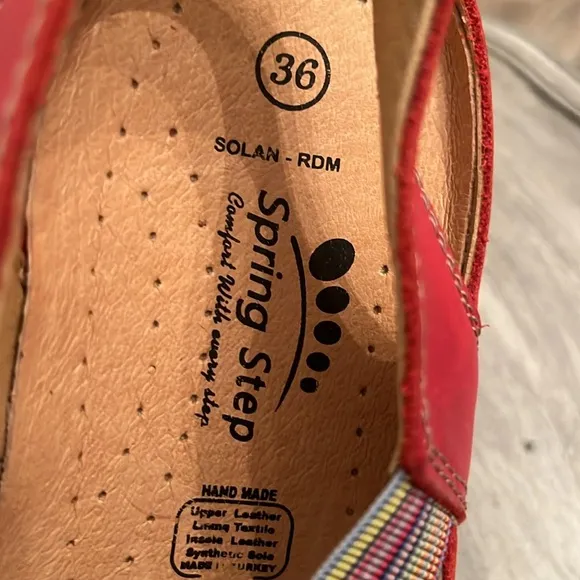 36
SOLAN - RDM
Spring Step
Comfort With every step
HAND MADE
Upper Leather
Lining Textile
Insole Leather
Synthetic Sole
MADE IN TURKEY